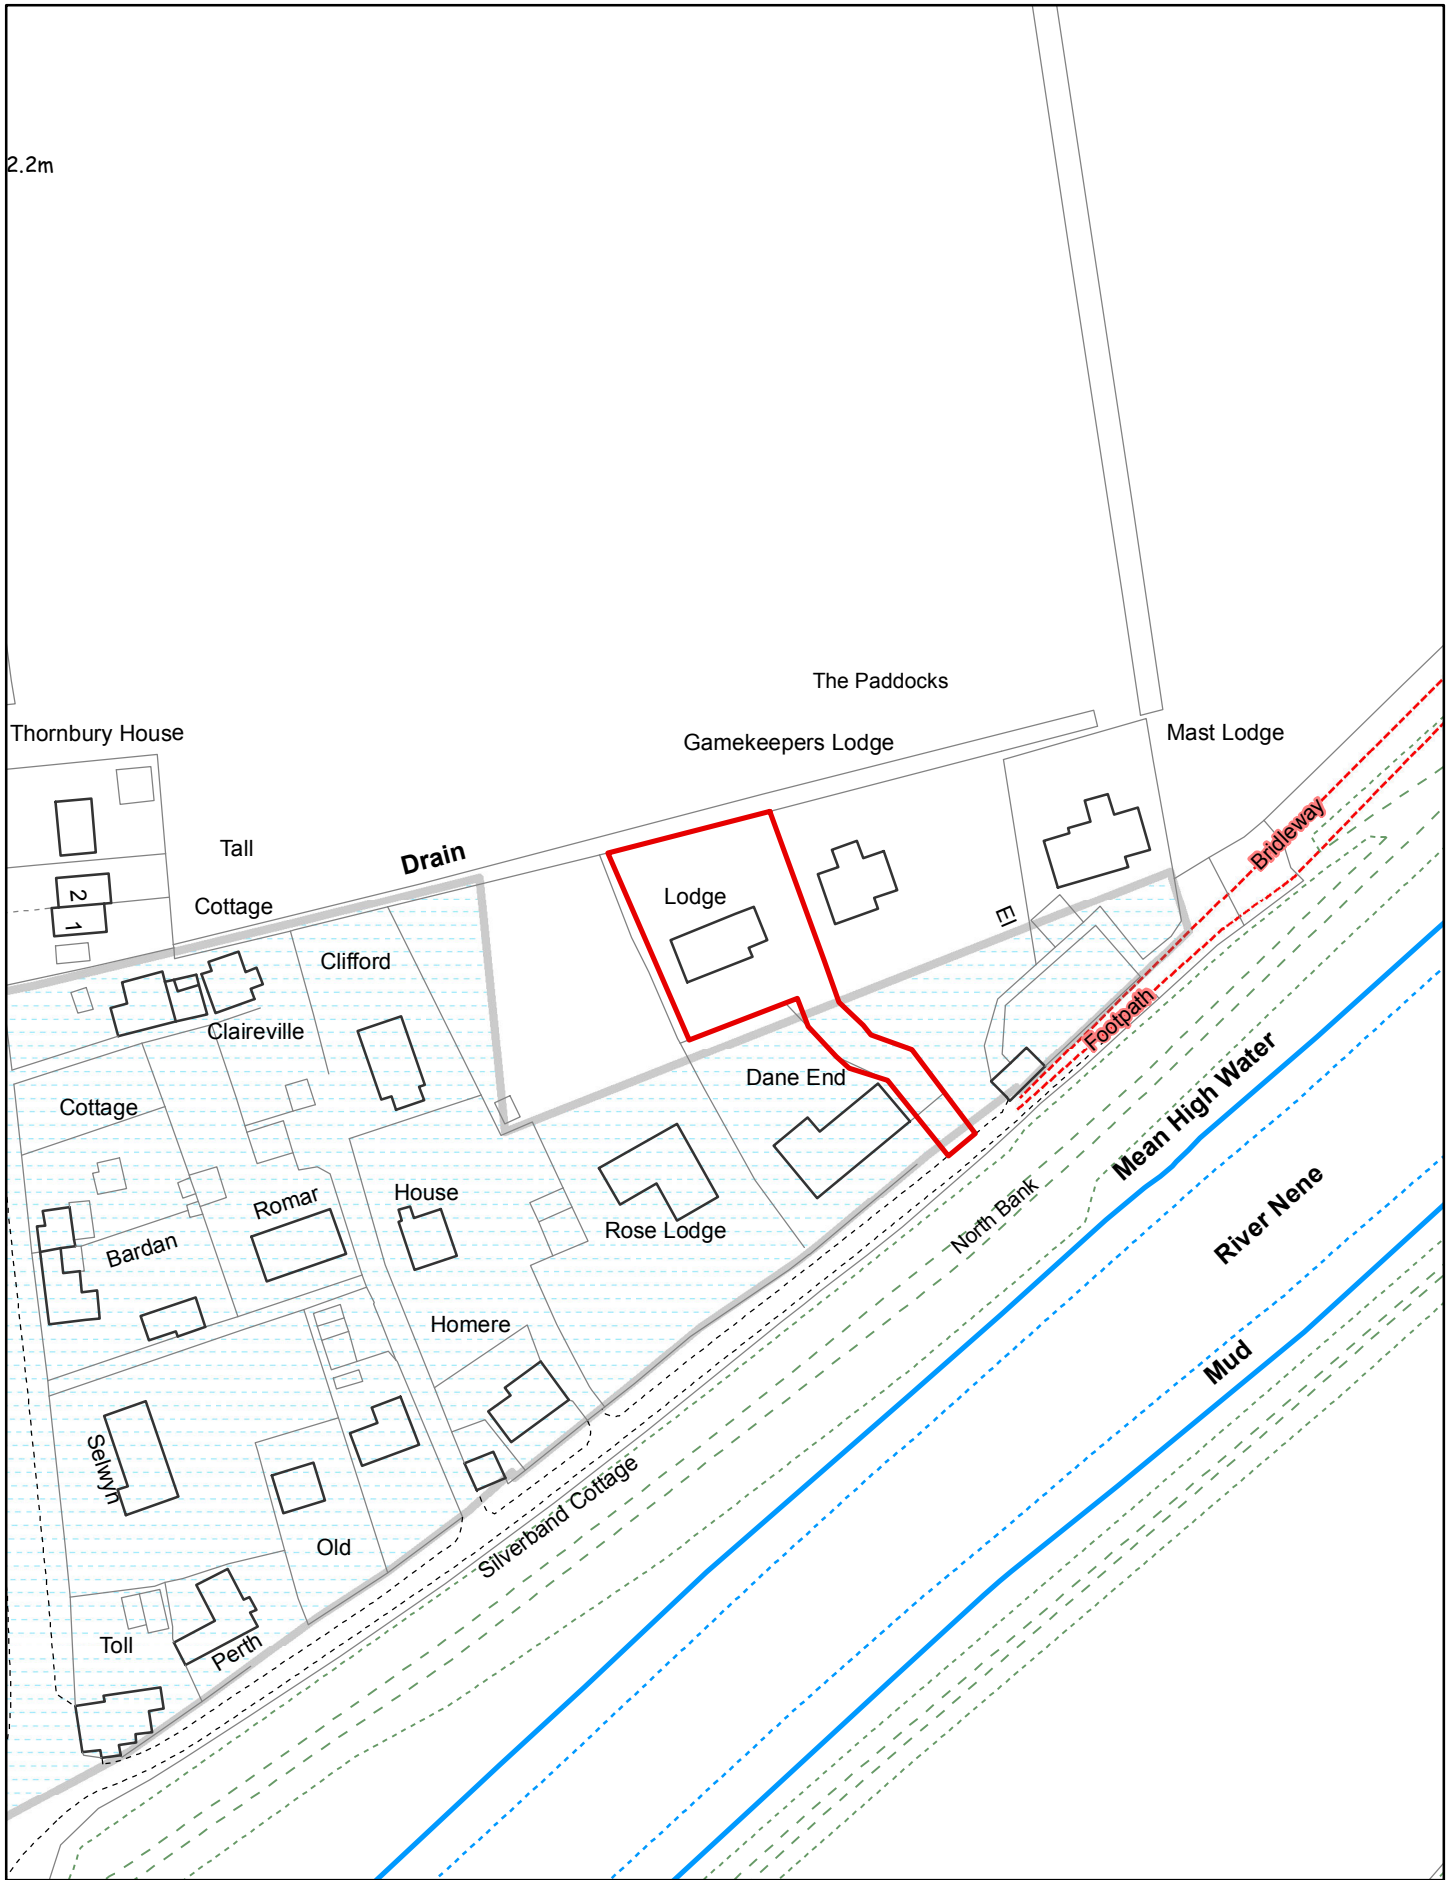 2.2m
The Paddocks
Thornbury House
Gamekeepers Lodge
Mast Lodge
Bridleway
Tall
Drain
2
1
Cottage
Lodge
El
Clifford
Claireville
Footpath
Cottage
Dane End
Mean High Water
Romar
House
Rose Lodge
North Bank
River Nene
Bardan
Homere
Mud
Selwyn
Silverband Cottage
Old
Toll
Perth